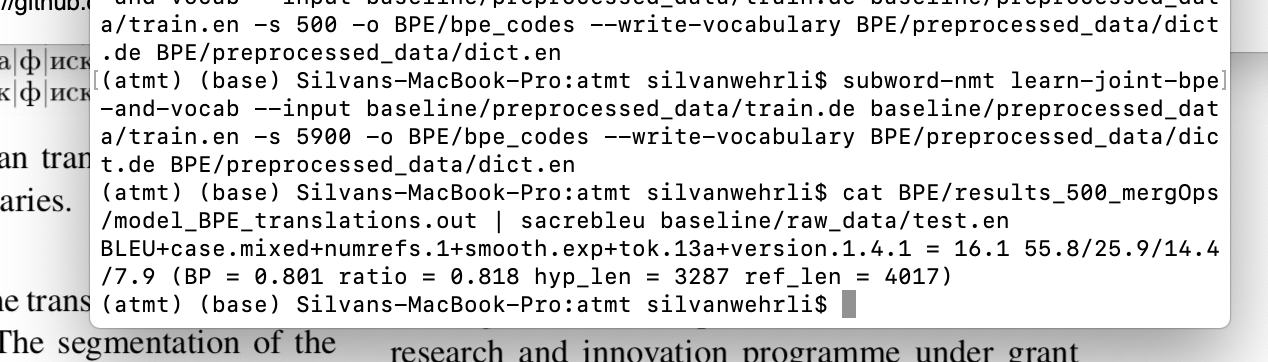 //github.c
a/train.en -s 500 -o BPE/bpe_codes --write-vocabulary BPE/preprocessed_data/dict
.de BPE/preprocessed_data/dict.en
(atmt) (base) Silvans-MacBook-Pro:atmt silvanwehrli$ subword-nmt learn-joint-bpe
-and-vocab --input baseline/preprocessed_data/train.de baseline/preprocessed_dat
a/train.en -s 5900 -o BPE/bpe_codes --write-vocabulary BPE/preprocessed_data/dic
t.de BPE/preprocessed_data/dict.en
(atmt) (base) Silvans-MacBook-Pro:atmt silvanwehrli$ cat BPE/results_500_mergOps
/model_BPE_translations.out | sacrebleu baseline/raw_data/test.en
BLEU+case.mixed+numrefs.1+smooth.exp+tok.13a+version.1.4.1 = 16.1 55.8/25.9/14.4
/7.9 (BP = 0.801 ratio = 0.818 hyp_len = 3287 ref_len = 4017)
(atmt) (base) Silvans-MacBook-Pro:atmt silvanwehrli$
а|ф|иск
к|ф|иск
an tran
aries.
ne trans
The segmentation of the
research and innovation programme under grant